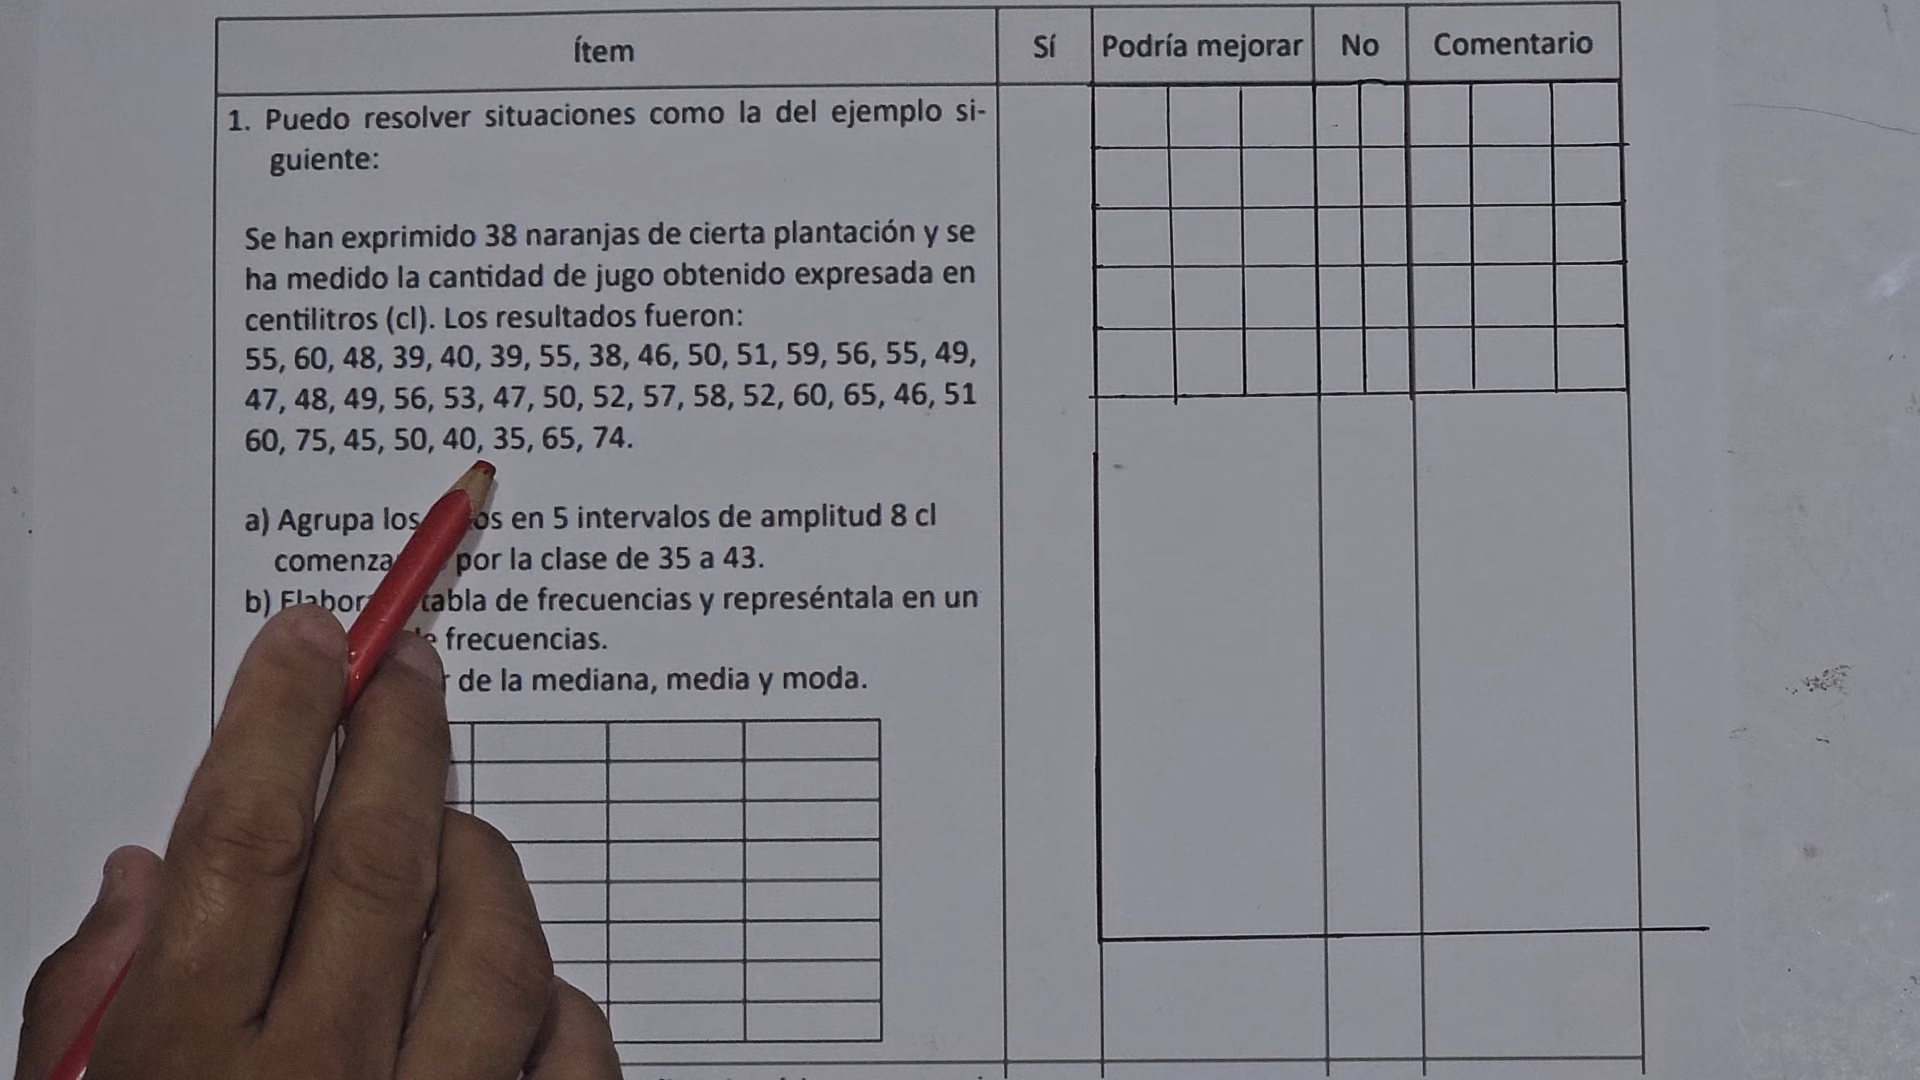 Ítem
Sí
Podría mejorar
No
Comentario
1. Puedo resolver situaciones como la del ejemplo si-
guiente:
Se han exprimido 38 naranjas de cierta plantación y se
ha medido la cantidad de jugo obtenido expresada en
centilitros (cl). Los resultados fueron:
55, 60, 48, 39, 40, 39, 55, 38, 46, 50, 51, 59, 56, 55, 49,
47, 48, 49, 56, 53, 47, 50, 52, 57, 58, 52, 60, 65, 46, 51
60, 75, 45, 50, 40, 35, 65, 74.
a) Agrupa los en 5 intervalos de amplitud 8 cl
por la clase de 35 a 43.
b) tabla de frecuencias y represéntala en un
frecuencias.
de la mediana, media y moda.